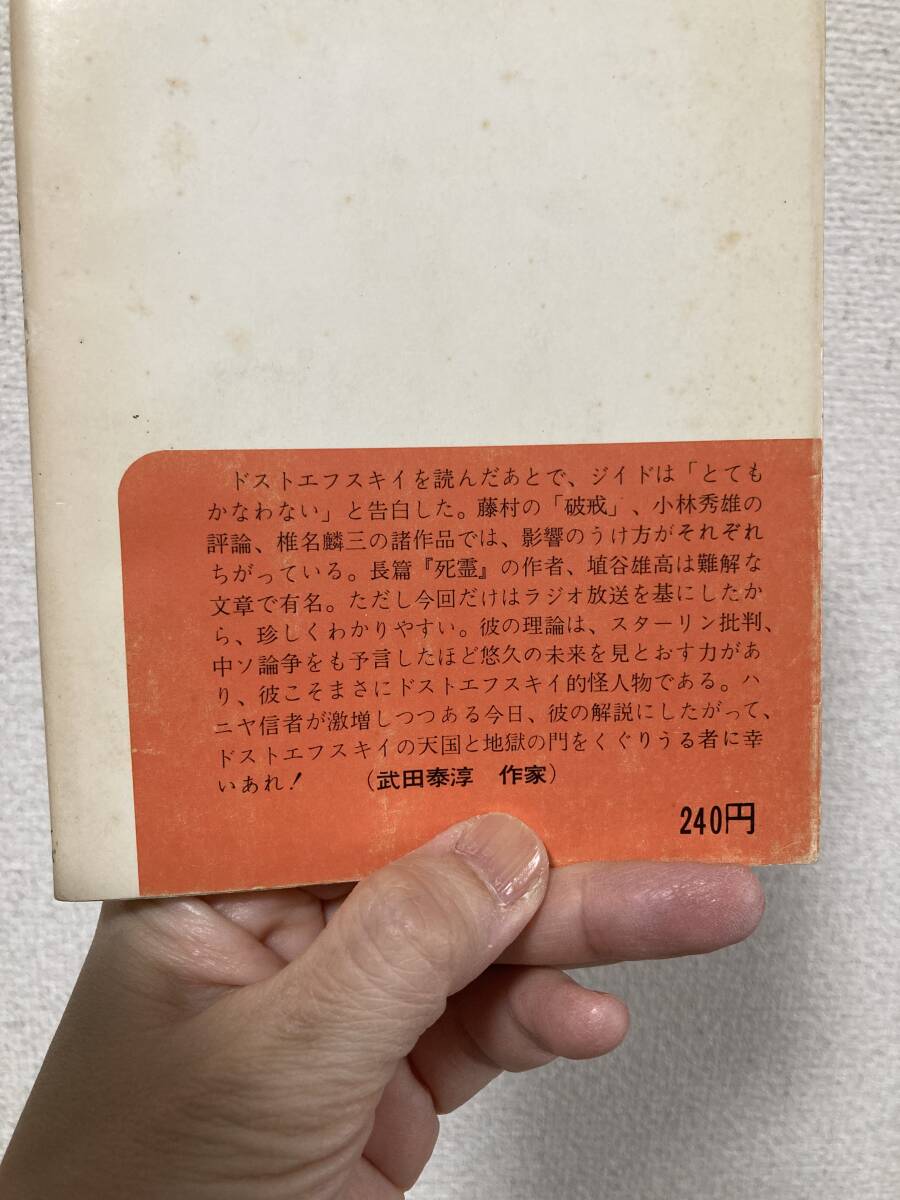 ドストエフスキイを読んだあとで、ジイドは「とても
かなわない」と告白した。藤村の「破戒」、小林秀雄の
評論、椎名麟三の諸作品では、影響のうけ方がそれぞれ
ちがっている。長篇『死霊』の作者、埴谷雄高は難解な
文章で有名。ただし今回だけはラジオ放送を基にしたか
ら、珍しくわかりやすい。彼の理論は、スターリン批判、
中ソ論争をも予言したほど悠久の未来を見とおす力があ
り、彼こそまさにドストエフスキイ的怪人物である。ハ
ニヤ信者が激増しつつある今日、彼の解説にしたがって、
ドストエフスキイの天国と地獄の門をくぐりうる者に幸
いあれ! (武田泰淳 作家)
240円